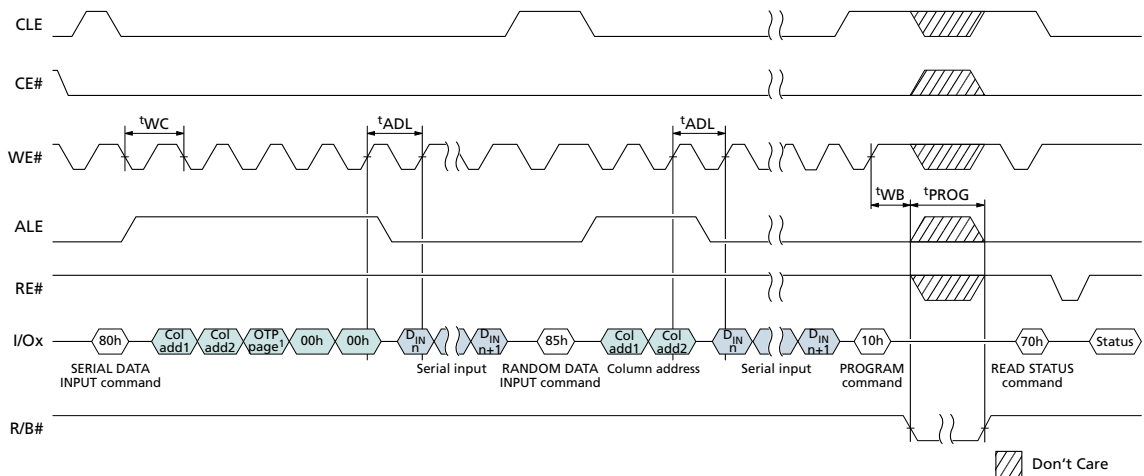 CLE
CE#
tWC
tADL
tADL
WE#
tWB
tPROG
ALE
RE#
I/Ox
80h
Col add1
Col add2
OTP page1
00h
00h
DIN n
DIN n+1
85h
Col add1
Col add2
DIN n
DIN n+1
10h
70h
Status
SERIAL DATA
INPUT command
Serial input
RANDOM DATA
INPUT command
Column address
Serial input
PROGRAM
command
READ STATUS
command
R/B#
Don't Care